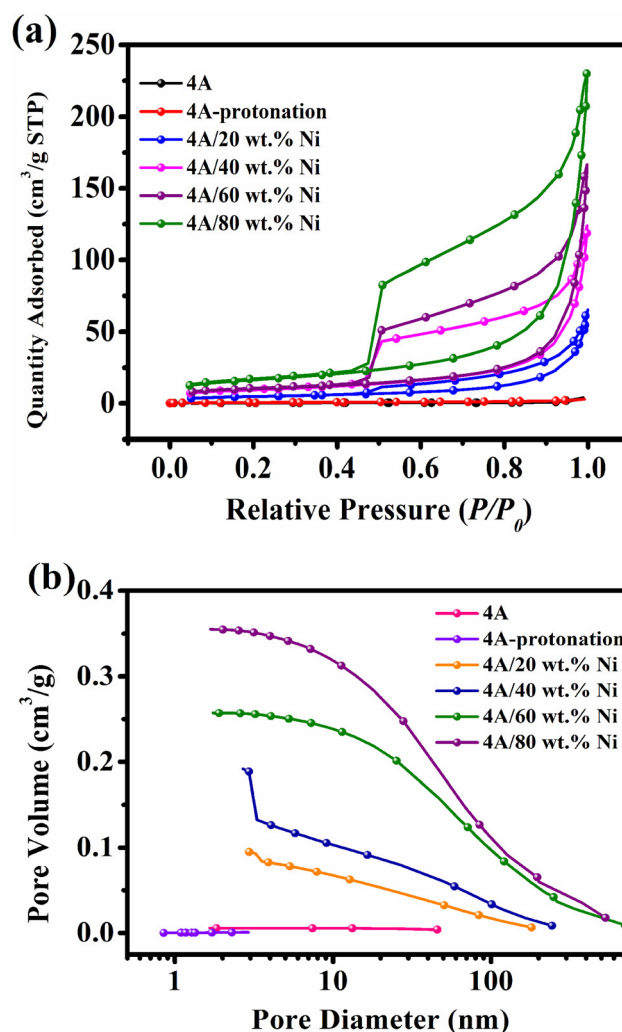 (a)
250
200
150
100
50
0
Quantity Adsorbed (cm³/g STP)
4A
4A-protonation
4A/20 wt.% Ni
4A/40 wt.% Ni
4A/60 wt.% Ni
4A/80 wt.% Ni
0.0 0.2 0.4 0.6 0.8 1.0
Relative Pressure (P/P₀)
(b)
0.4
0.3
0.2
0.1
0.0
Pore Volume (cm³/g)
4A
4A-protonation
4A/20 wt.% Ni
4A/40 wt.% Ni
4A/60 wt.% Ni
4A/80 wt.% Ni
1 10 100
Pore Diameter (nm)